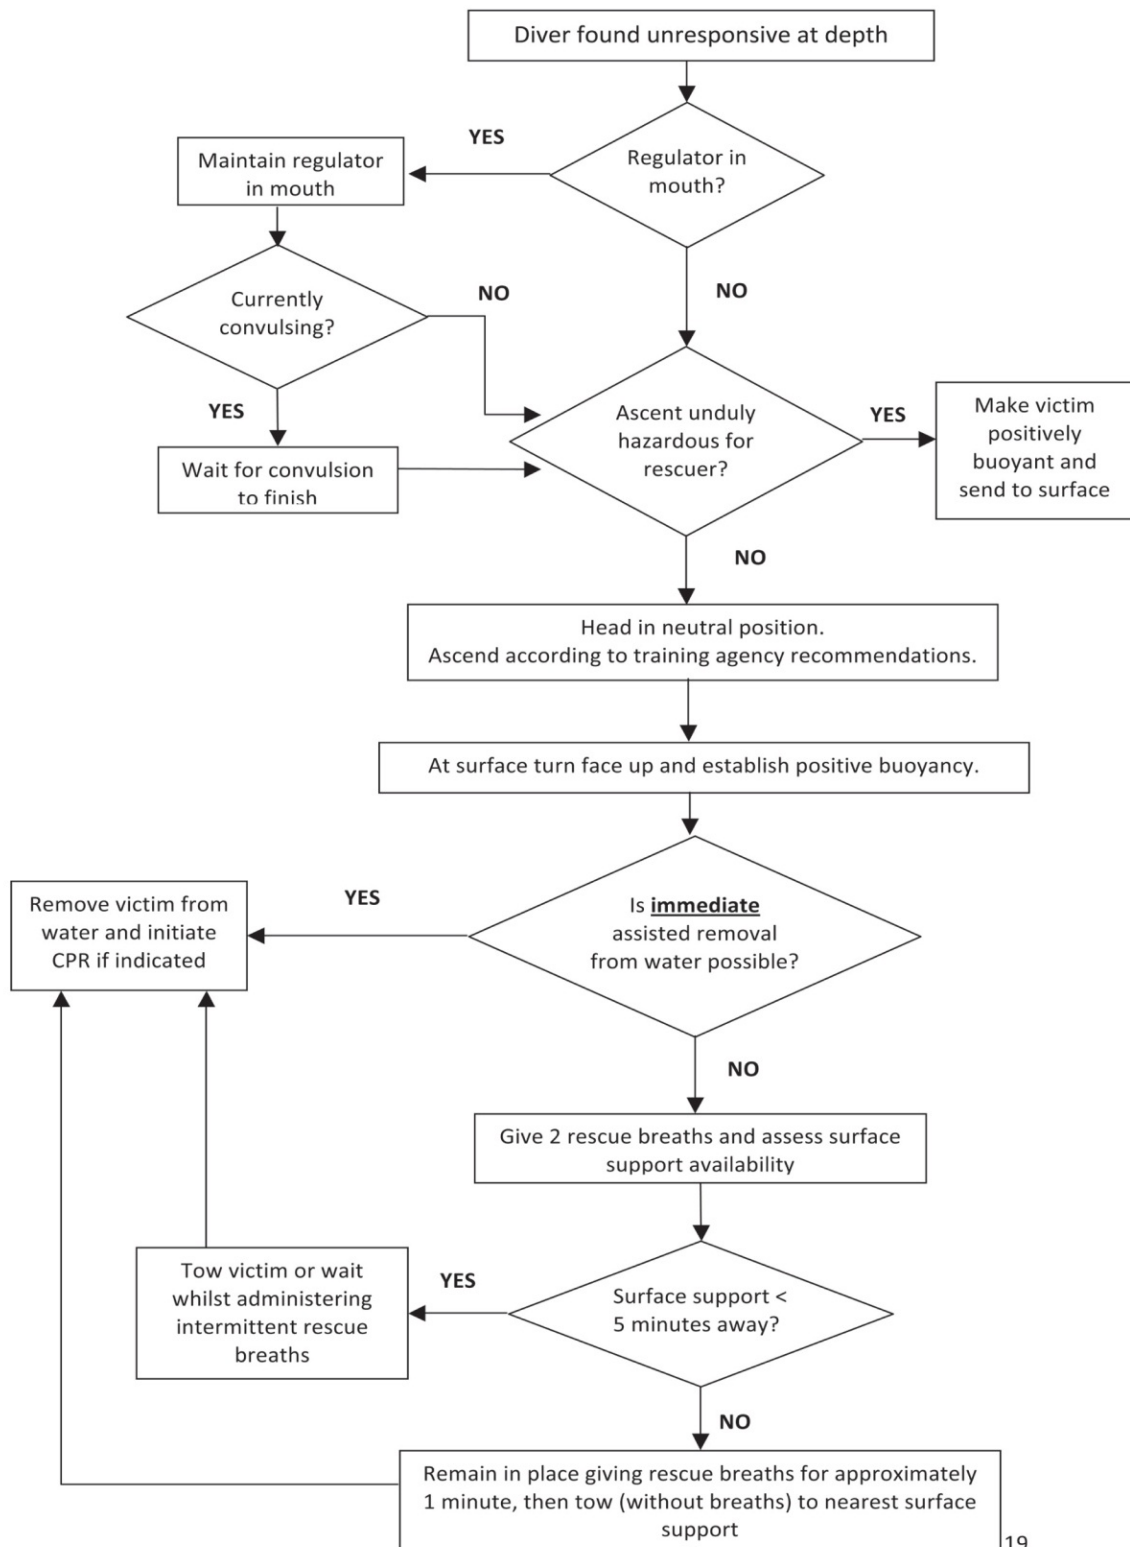 Diver found unresponsive at depth
YES
Maintain regulator
in mouth
Regulator in
mouth?
NO
NO
Currently
convulsing?
YES
Wait for convulsion
to finish
Ascent unduly
hazardous for
rescuer?
YES
Make victim
positively
buoyant and
send to surface
NO
Head in neutral position.
Ascend according to training agency recommendations.
At surface turn face up and establish positive buoyancy.
YES
Remove victim from
water and initiate
CPR if indicated
Is immediate
assisted removal
from water possible?
NO
Give 2 rescue breaths and assess surface
support availability
YES
Tow victim or wait
whilst administering
intermittent rescue
breaths
Surface support <
5 minutes away?
NO
Remain in place giving rescue breaths for approximately
1 minute, then tow (without breaths) to nearest surface
support
19